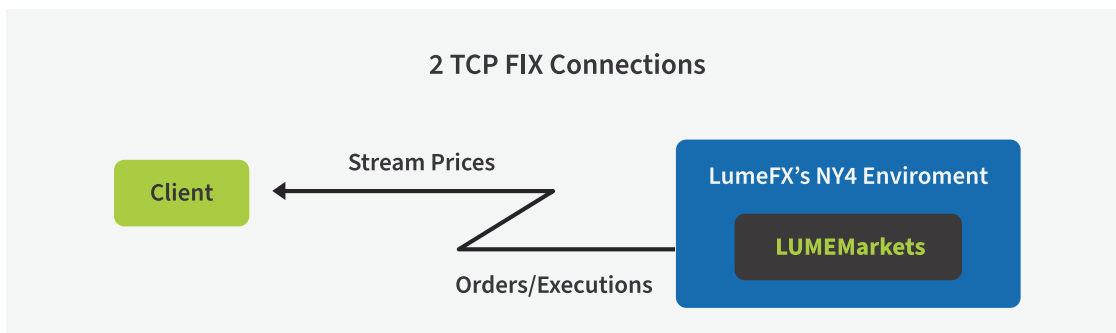 2 TCP FIX Connections
Stream Prices
Client
LumeFX’s NY4 Enviroment
LUMEMarkets
Orders/Executions